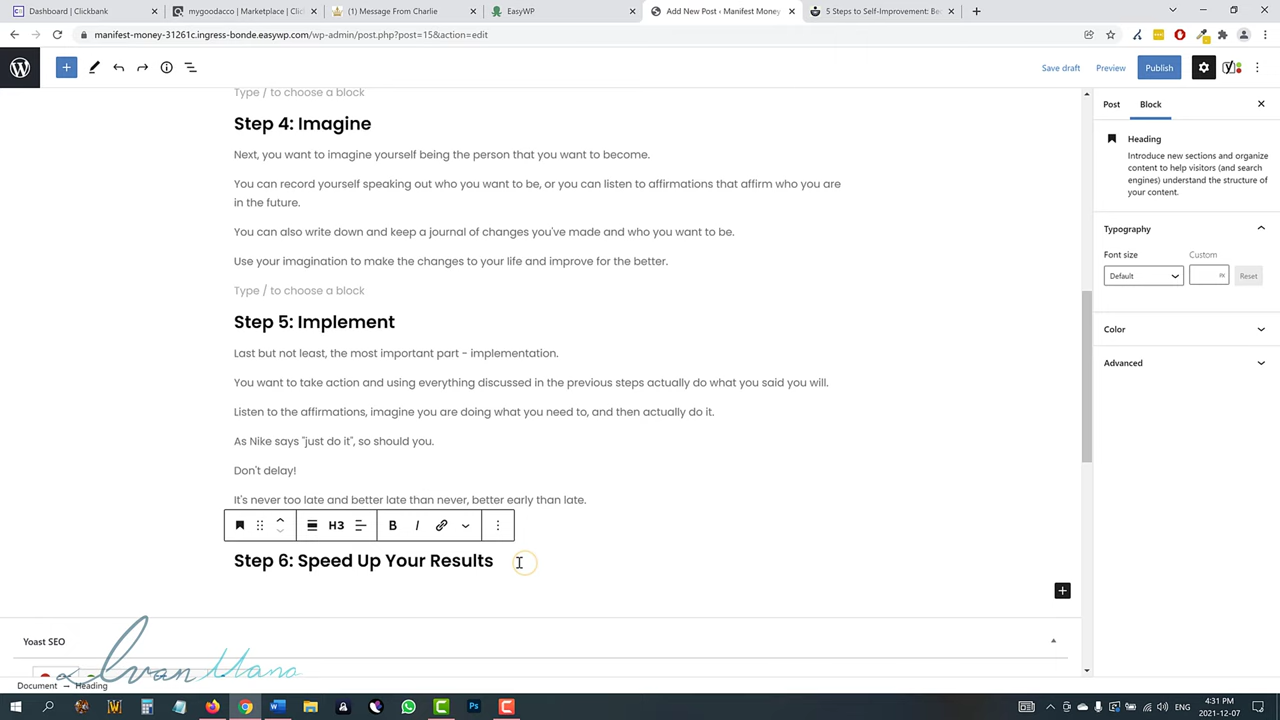 Dashboard | Clickbank
mygoodacco | Marketplace | Click
(1) Message From Charlie
EasyWP
Add New Post ‹ Manifest Money
5 Steps to Self-Improvement: Be
manifest-money-31261c.ingress-bonde.easywp.com/wp-admin/post.php?post=15&action=edit
Save draft
Preview
Publish
Type / to choose a block
Step 4: Imagine
Next, you want to imagine yourself being the person that you want to become.
You can record yourself speaking out who you want to be, or you can listen to affirmations that affirm who you are
in the future.
You can also write down and keep a journal of changes you've made and who you want to be.
Use your imagination to make the changes to your life and improve for the better.
Type / to choose a block
Step 5: Implement
Last but not least, the most important part - implementation.
You want to take action and using everything discussed in the previous steps actually do what you said you will.
Listen to the affirmations, imagine you are doing what you need to, and then actually do it.
As Nike says "just do it", so should you.
Don't delay!
It's never too late and better late than never, better early than late.
H3
B
I
Step 6: Speed Up Your Results
Post
Block
Heading
Introduce new sections and organize
content to help visitors (and search
engines) understand the structure of
your content.
Typography
Font size
Custom
Default
IN
Reset
Color
Advanced
Yoast SEO
Ivan Mana
Document → Heading
4:31 PM
2021-12-07